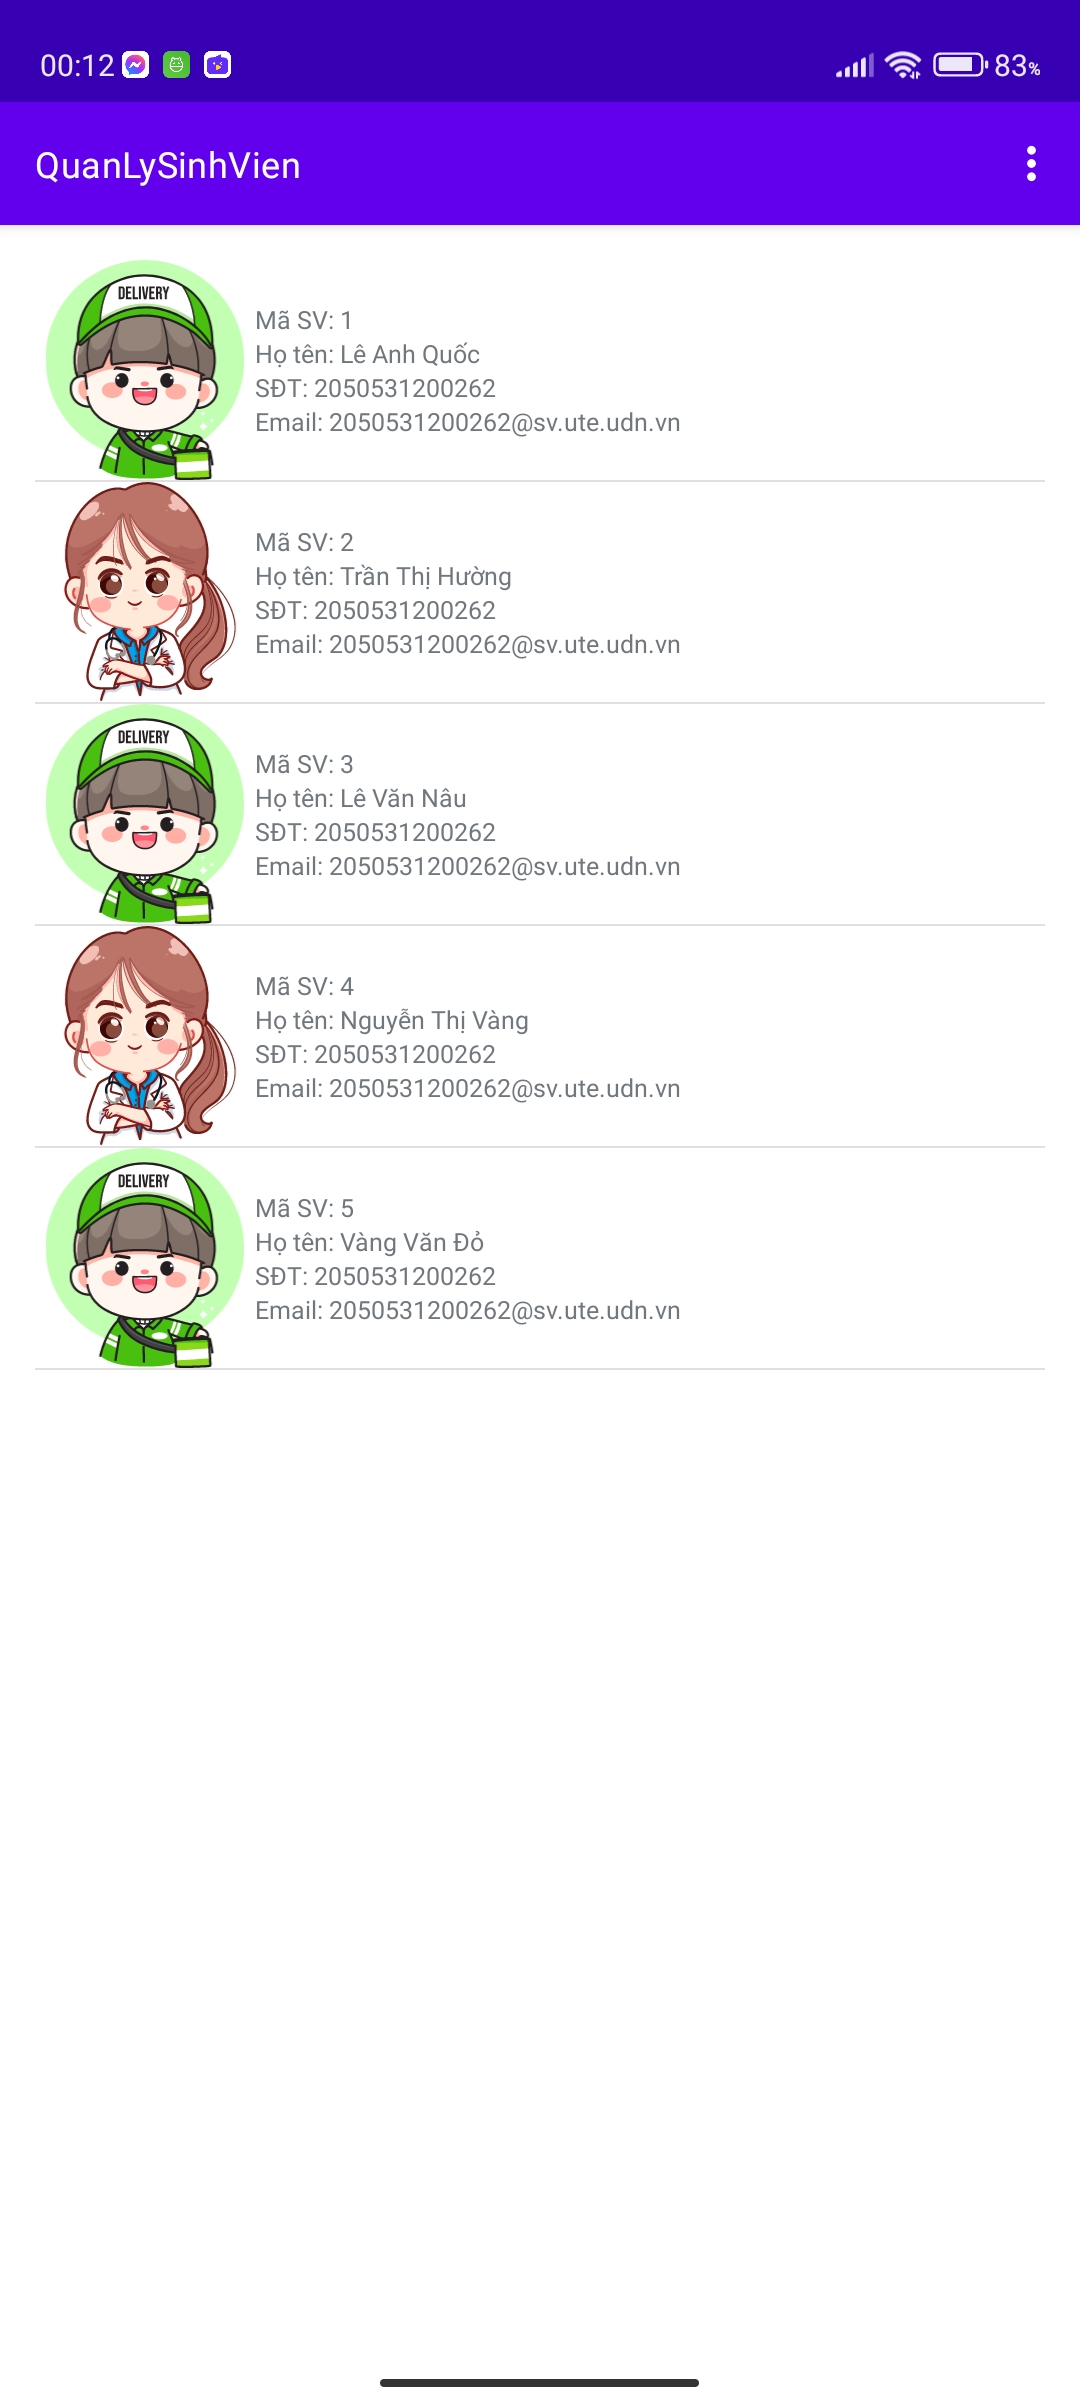 00:12
83%
QuanLySinhVien
DELIVERY
Mã SV: 1
Họ tên: Lê Anh Quốc
SĐT: 2050531200262
Email: 2050531200262@sv.ute.udn.vn
Mã SV: 2
Họ tên: Trần Thị Hường
SĐT: 2050531200262
Email: 2050531200262@sv.ute.udn.vn
DELIVERY
Mã SV: 3
Họ tên: Lê Văn Nâu
SĐT: 2050531200262
Email: 2050531200262@sv.ute.udn.vn
Mã SV: 4
Họ tên: Nguyễn Thị Vàng
SĐT: 2050531200262
Email: 2050531200262@sv.ute.udn.vn
DELIVERY
Mã SV: 5
Họ tên: Vàng Văn Đỏ
SĐT: 2050531200262
Email: 2050531200262@sv.ute.udn.vn